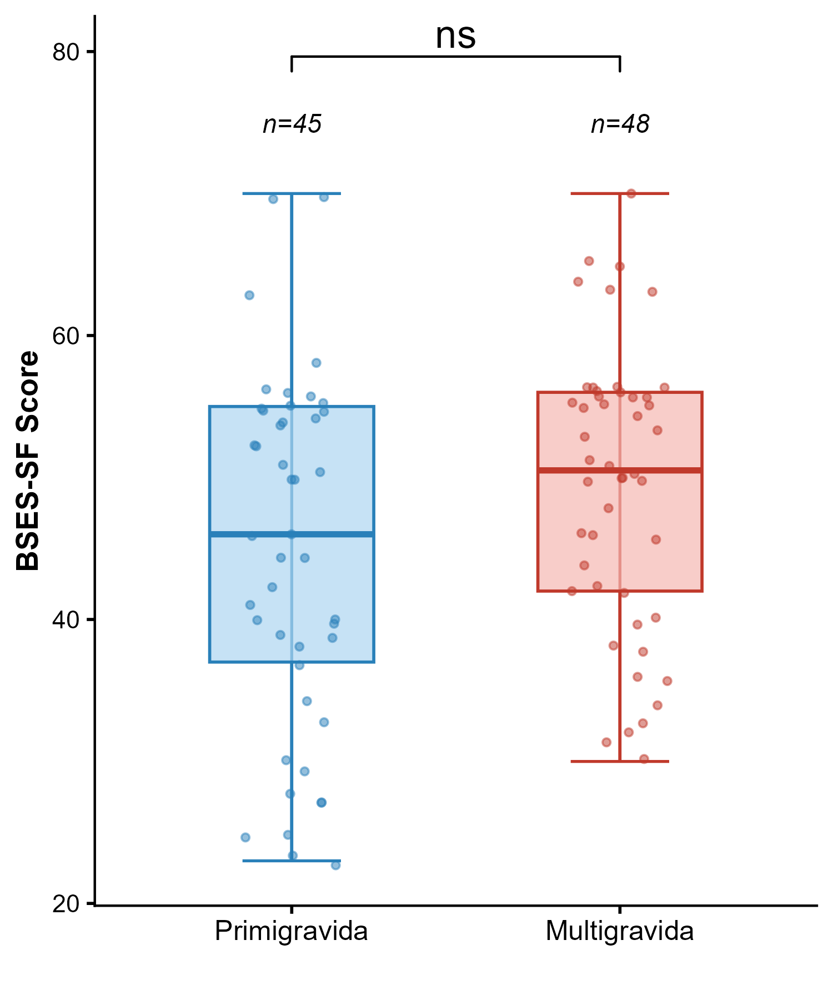 ns
80
n=45
n=48
60
BSES-SF Score
40
20
Primigravida
Multigravida